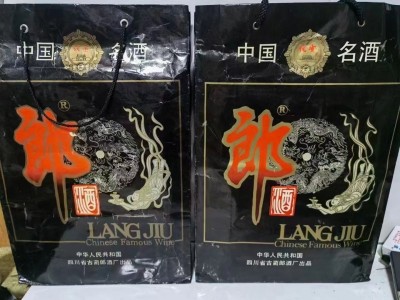 中国 名酒
®
郎
酒
LANG JIU
Chinese Famous Wine
中华人民共和国
四川省古蔺郎酒厂出品
中国 名酒
®
郎
酒
LANG JIU
Chinese Famous Wine
中华人民共和国
四川省古蔺郎酒厂出品